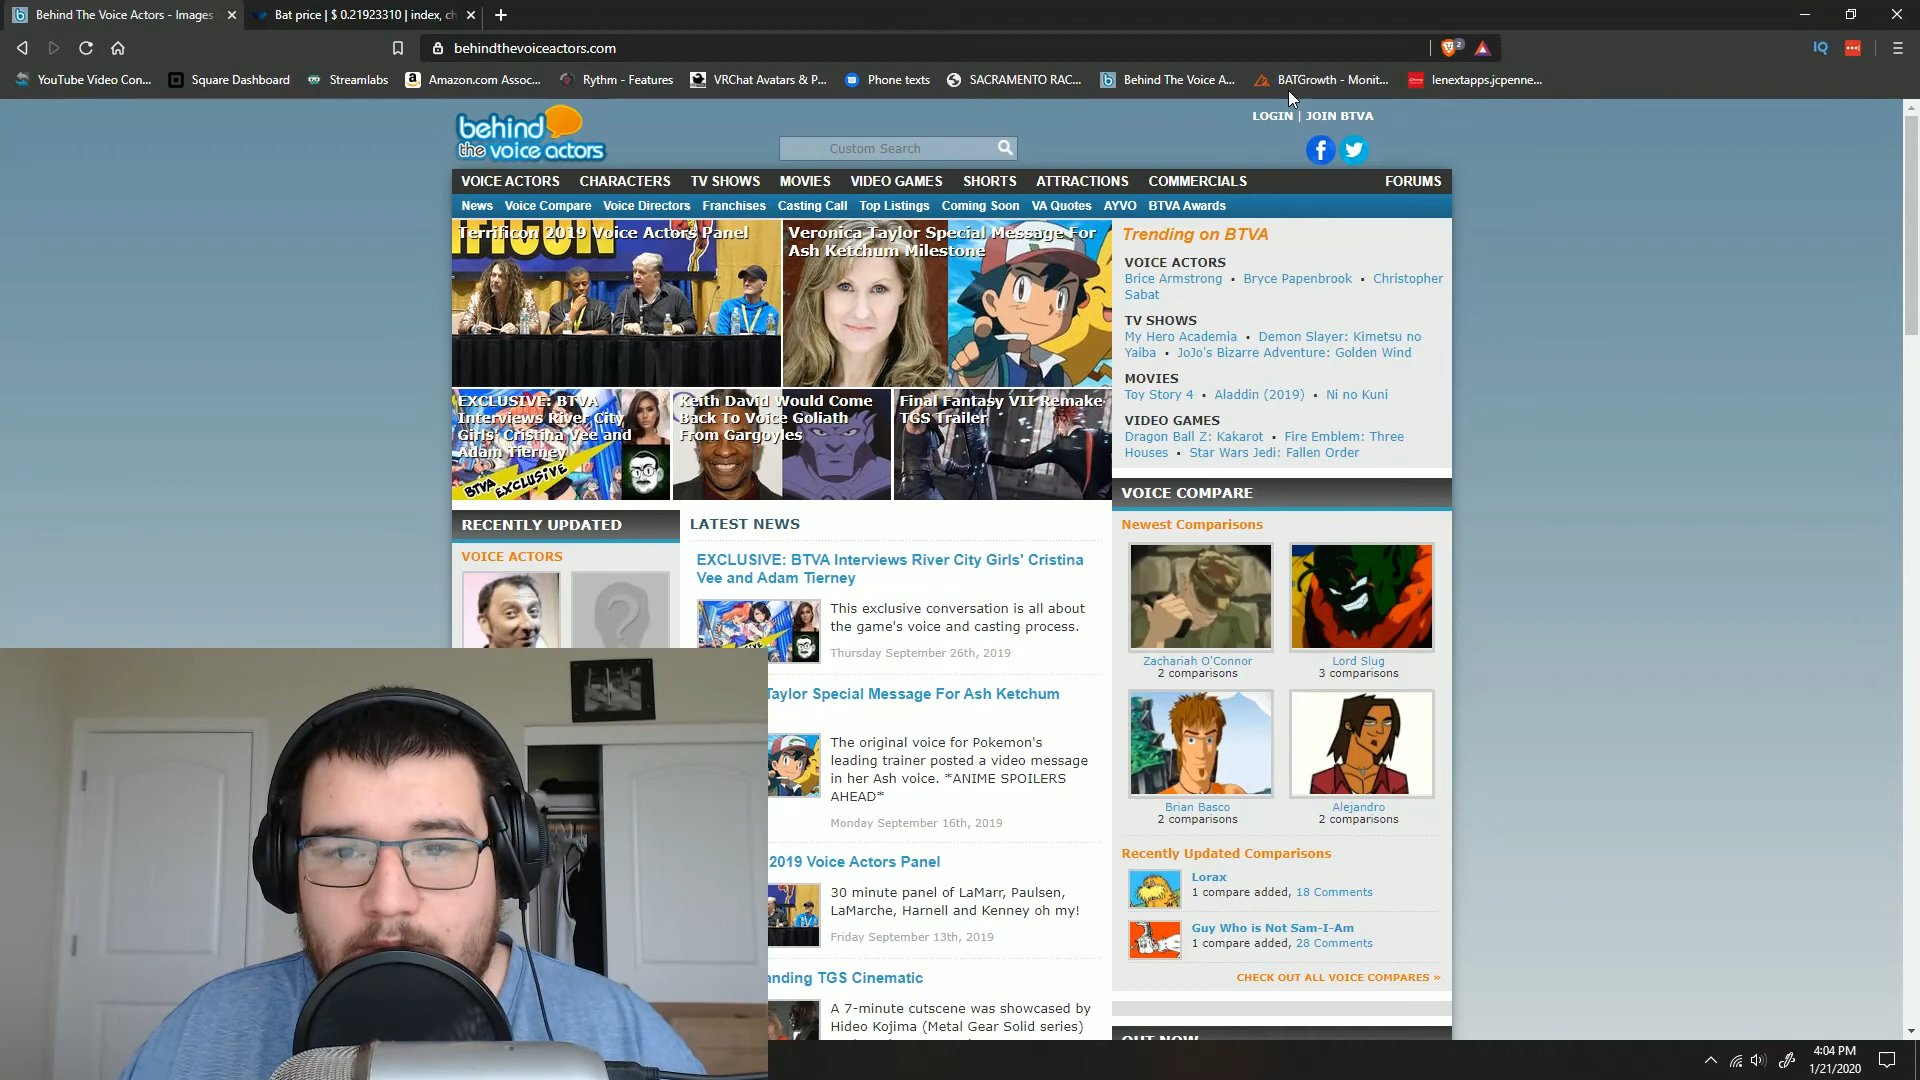 Behind The Voice Actors - Images
Bat price | $ 0.21923310 | index, ch
behindthevoiceactors.com
2
IQ
YouTube Video Con...
Square Dashboard
Streamlabs
Amazon.com Assoc...
Rythm - Features
VRChat Avatars & P...
Phone texts
SACRAMENTO RAC...
Behind The Voice A...
BATGrowth - Monit...
lenextapps.jcpenne...
behind
the voice actors
Custom Search
LOGIN | JOIN BTVA
VOICE ACTORS CHARACTERS TV SHOWS MOVIES VIDEO GAMES SHORTS ATTRACTIONS COMMERCIALS FORUMS
News Voice Compare Voice Directors Franchises Casting Call Top Listings Coming Soon VA Quotes AYVO BTVA Awards
Terrificon 2019 Voice Actors Panel
Veronica Taylor Special Message For
Ash Ketchum Milestone
EXCLUSIVE: BTVA
Interviews River City
Girls' Cristina Vee and
Adam Tierney
BTVA EXCLUSIVE
Keith David Would Come
Back To Voice Goliath
From Gargoyles
Final Fantasy VII Remake
TGS Trailer
Trending on BTVA
VOICE ACTORS
Brice Armstrong ▪ Bryce Papenbrook ▪ Christopher
Sabat
TV SHOWS
My Hero Academia ▪ Demon Slayer: Kimetsu no
Yaiba ▪ JoJo's Bizarre Adventure: Golden Wind
MOVIES
Toy Story 4 ▪ Aladdin (2019) ▪ Ni no Kuni
VIDEO GAMES
Dragon Ball Z: Kakarot ▪ Fire Emblem: Three
Houses ▪ Star Wars Jedi: Fallen Order
RECENTLY UPDATED
VOICE ACTORS
?
LATEST NEWS
EXCLUSIVE: BTVA Interviews River City Girls' Cristina
Vee and Adam Tierney
This exclusive conversation is all about
the game's voice and casting process.
Thursday September 26th, 2019
Taylor Special Message For Ash Ketchum
The original voice for Pokemon's
leading trainer posted a video message
in her Ash voice. *ANIME SPOILERS
AHEAD*
Monday September 16th, 2019
2019 Voice Actors Panel
30 minute panel of LaMarr, Paulsen,
LaMarche, Harnell and Kenney oh my!
Friday September 13th, 2019
anding TGS Cinematic
A 7-minute cutscene was showcased by
Hideo Kojima (Metal Gear Solid series)
VOICE COMPARE
Newest Comparisons
Zachariah O'Connor
2 comparisons
Lord Slug
3 comparisons
Brian Basco
2 comparisons
Alejandro
2 comparisons
Recently Updated Comparisons
Lorax
1 compare added, 18 Comments
Guy Who is Not Sam-I-Am
1 compare added, 28 Comments
CHECK OUT ALL VOICE COMPARES »
OUT NOW
4:04 PM
1/21/2020